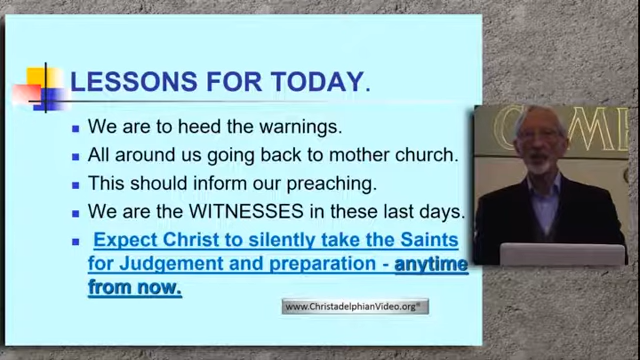 LESSONS FOR TODAY.
We are to heed the warnings.
All around us going back to mother church.
This should inform our preaching.
We are the WITNESSES in these last days.
Expect Christ to silently take the Saints
for Judgement and preparation - anytime
from now.
www.ChristadelphianVideo.org®